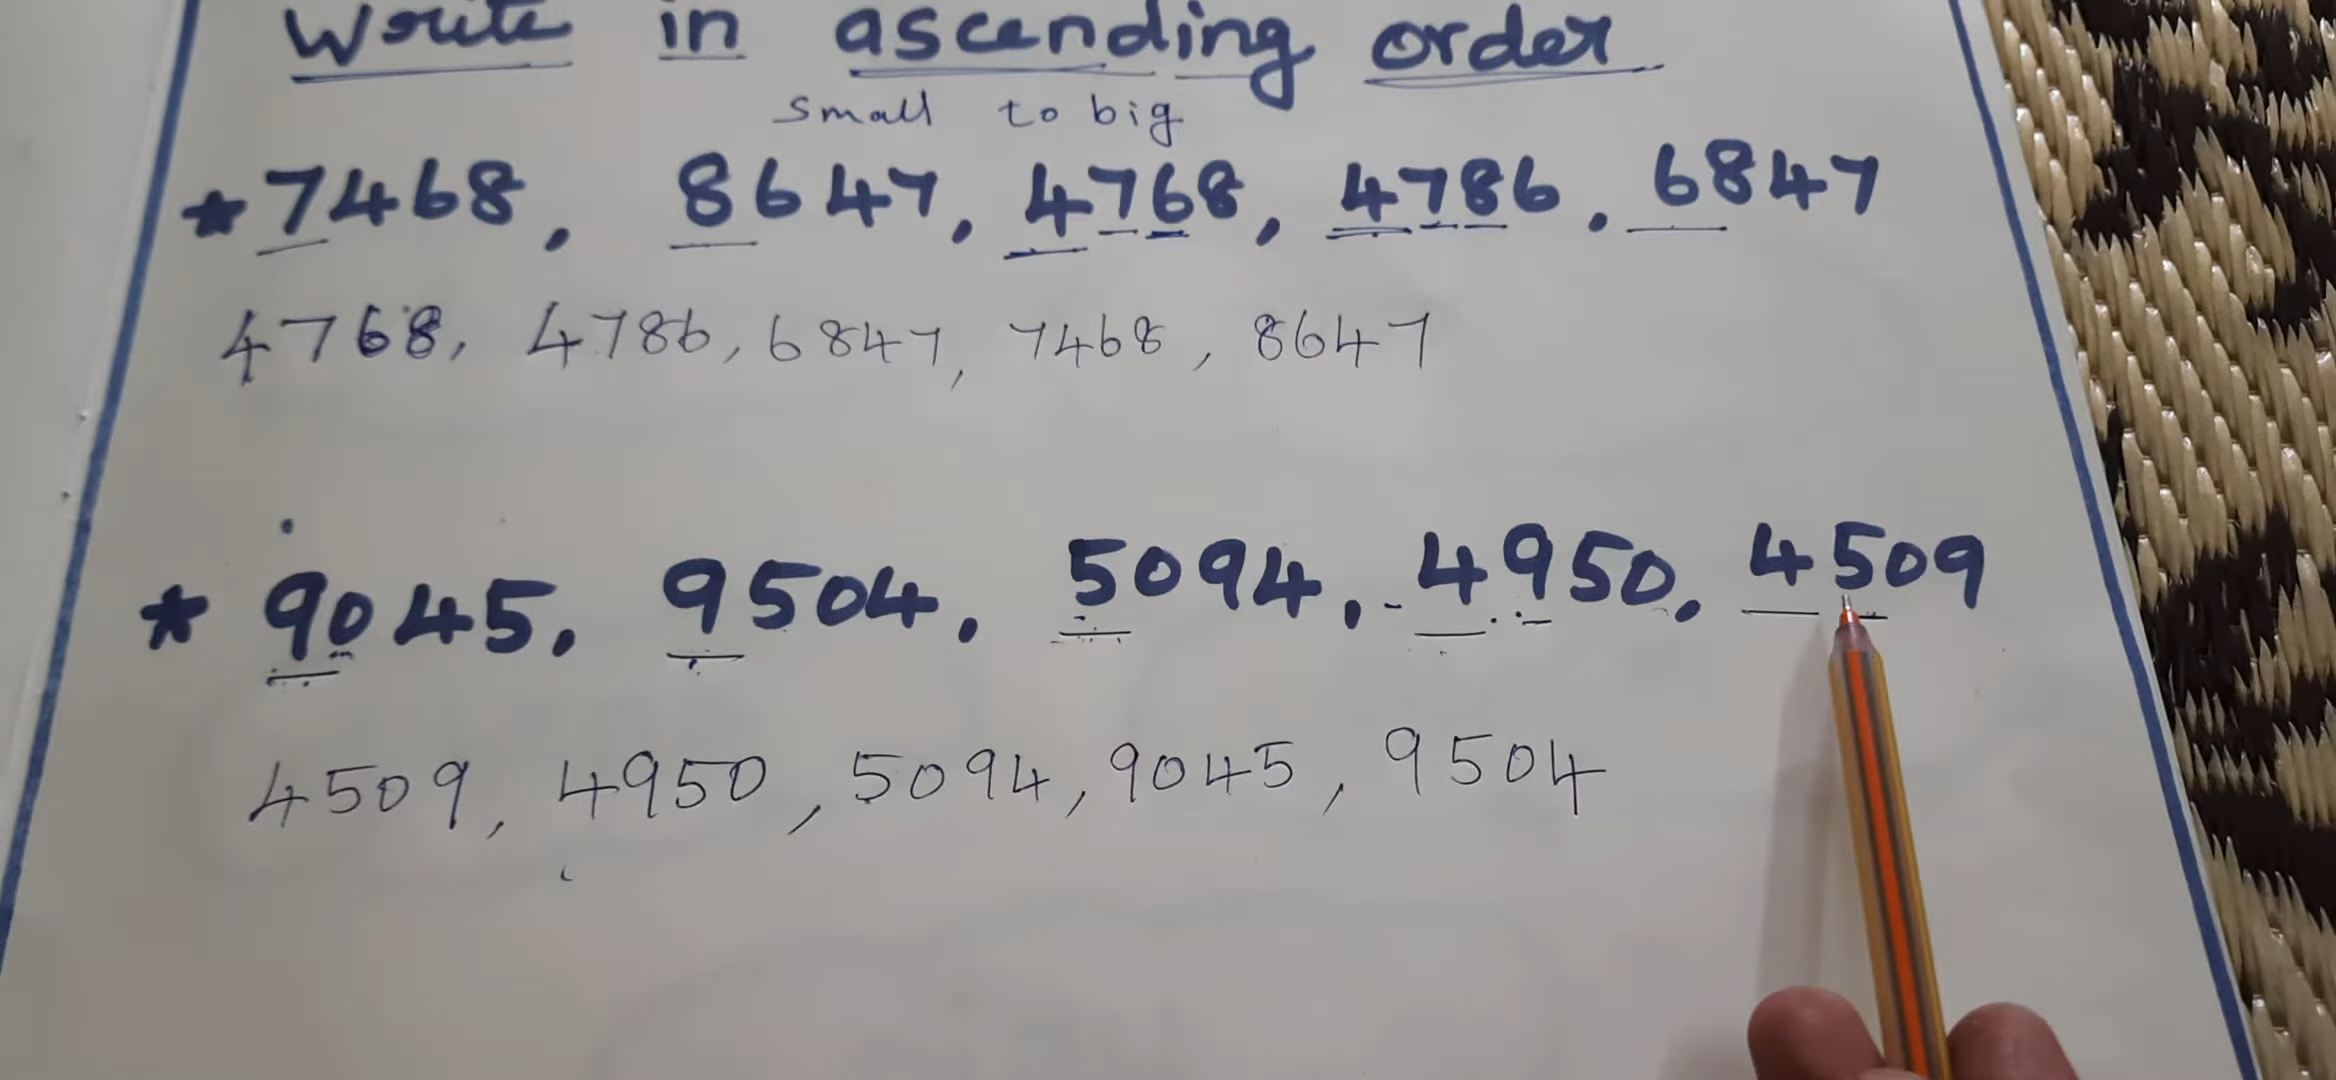 Write in ascending order
small to big
* 7468, 8647, 4768, 4786, 6847
4768, 4786, 6847, 7468, 8647
* 9045, 9504, 5094, 4950, 4509
4509, 4950, 5094, 9045, 9504